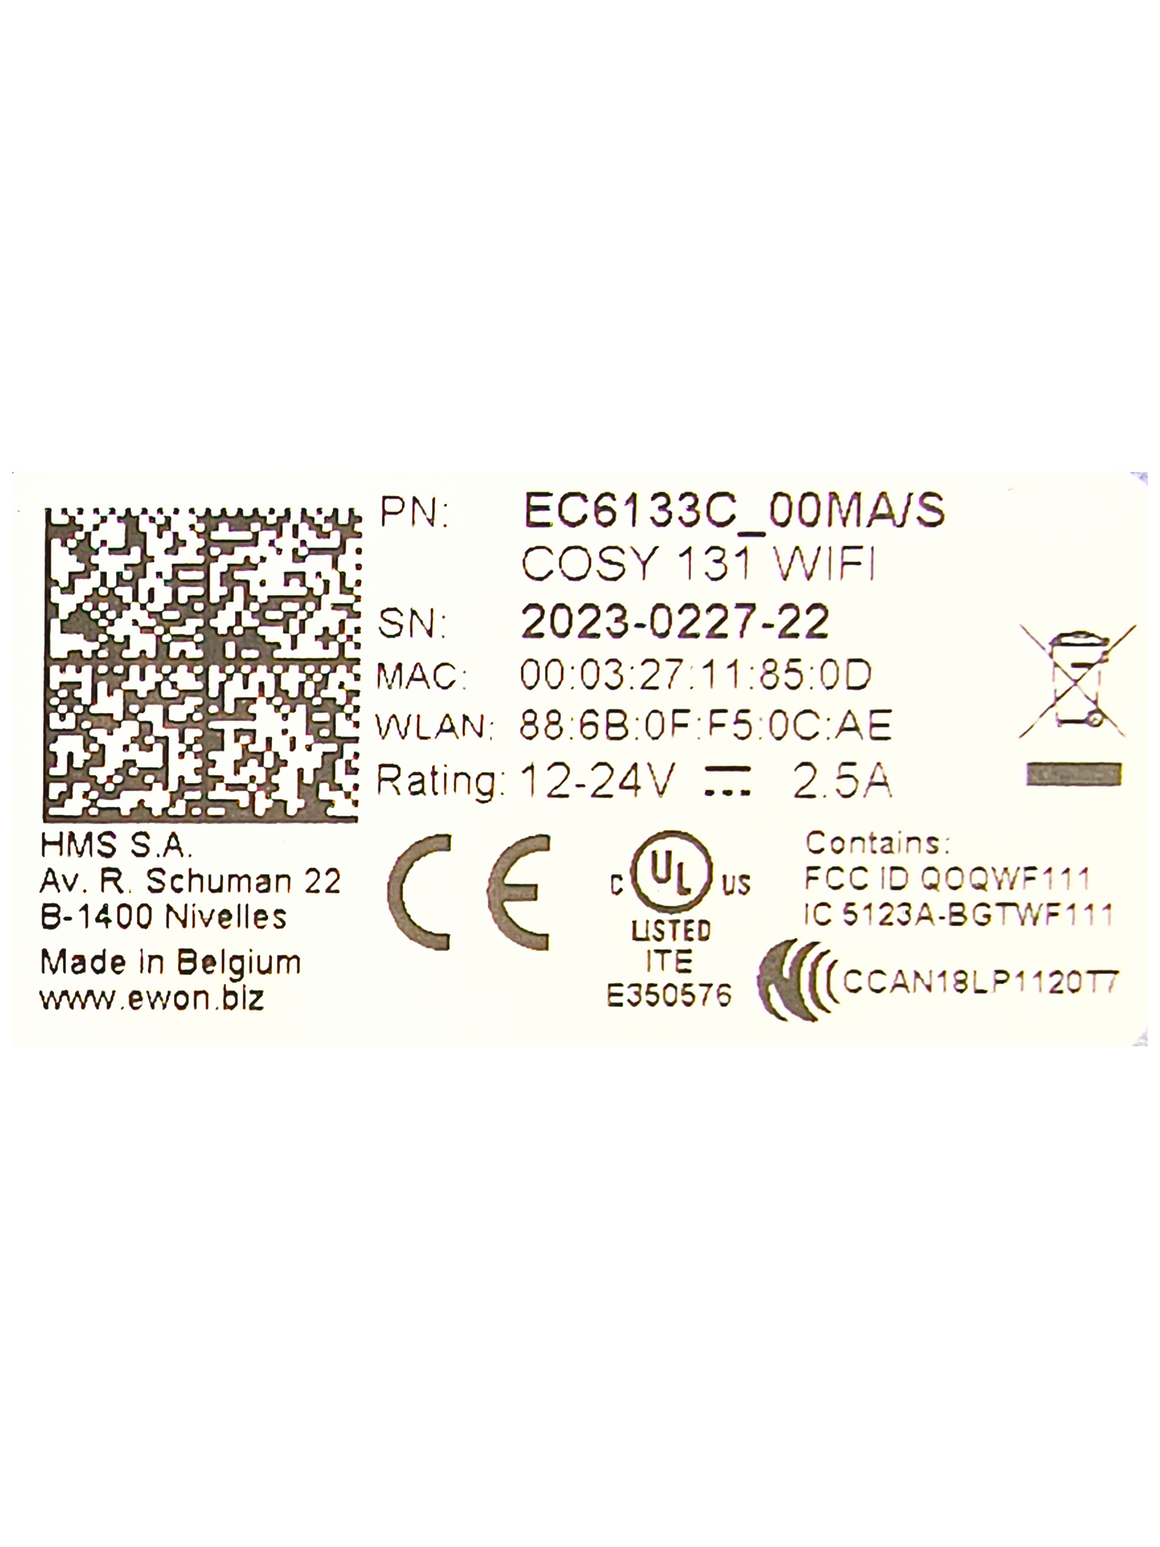 PN: EC6133C_00MA/S
COSY 131 WIFI
SN: 2023-0227-22
MAC: 00:03:27:11:85:0D
WLAN: 88:6B:0F:F5:0C:AE
Rating: 12-24V ⎓ 2.5A
HMS S.A.
Av. R. Schuman 22
B-1400 Nivelles
Made in Belgium
www.ewon.biz
CE
C UL US
LISTED
ITE
E350576
Contains:
FCC ID QOQWF111
IC 5123A-BGTWF111
CCAN18LP1120T7